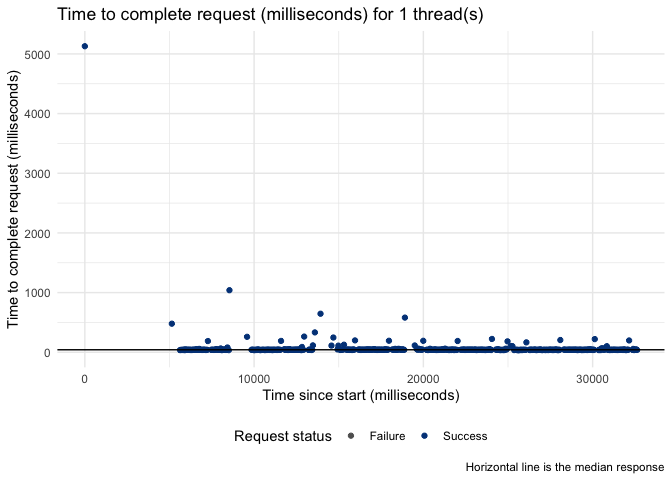 Time to complete request (milliseconds) for 1 thread(s)
Time to complete request (milliseconds)
5000
4000
3000
2000
1000
0
0 10000 20000 30000
Time start (milliseconds)
Request status Failure Success
Horizontal line is the median response